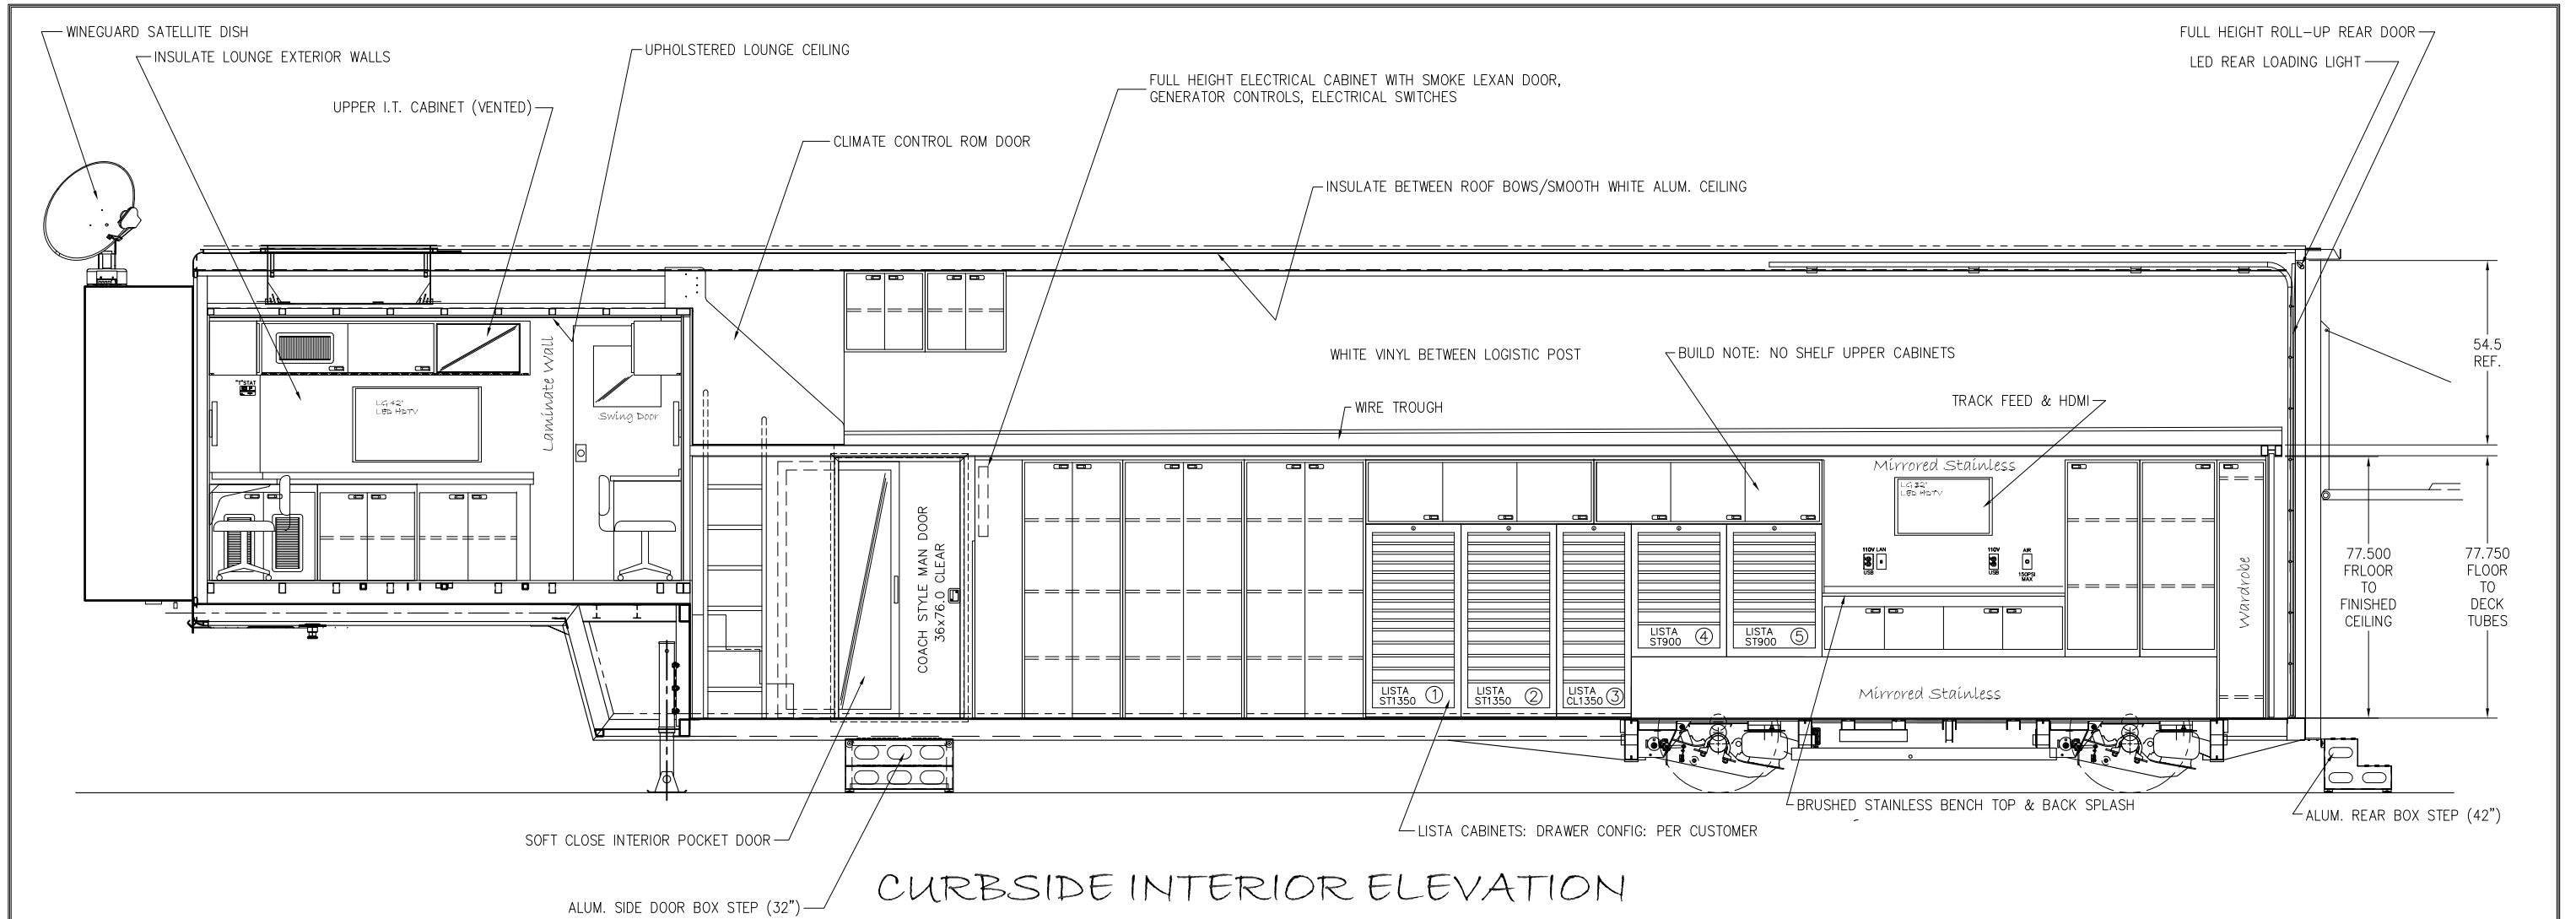 WINEGUARD SATELLITE DISH
INSULATE LOUNGE EXTERIOR WALLS
UPPER I.T. CABINET (VENTED)
UPHOLSTERED LOUNGE CEILING
CLIMATE CONTROL ROM DOOR
FULL HEIGHT ELECTRICAL CABINET WITH SMOKE LEXAN DOOR,
GENERATOR CONTROLS, ELECTRICAL SWITCHES
INSULATE BETWEEN ROOF BOWS/SMOOTH WHITE ALUM. CEILING
FULL HEIGHT ROLL-UP REAR DOOR
LED REAR LOADING LIGHT
WHITE VINYL BETWEEN LOGISTIC POST
BUILD NOTE: NO SHELF UPPER CABINETS
WIRE TROUGH
TRACK FEED & HDMI
54.5
REF.
"T"STAT
LG 42"
LED HDTV
Laminate Wall
Swing Door
COACH STYLE MAN DOOR
36x76.0 CLEAR
Mirrored Stainless
LG 32"
LED HDTV
110V LAN
USB
110V
USB
AIR
150PSI
MAX
Wardrobe
77.500
FRLOOR
TO
FINISHED
CEILING
77.750
FLOOR
TO
DECK
TUBES
LISTA
ST1350
1
LISTA
ST1350
2
LISTA
CL1350
3
LISTA
ST900
4
LISTA
ST900
5
Mirrored Stainless
BRUSHED STAINLESS BENCH TOP & BACK SPLASH
ALUM. REAR BOX STEP (42")
LISTA CABINETS: DRAWER CONFIG: PER CUSTOMER
SOFT CLOSE INTERIOR POCKET DOOR
ALUM. SIDE DOOR BOX STEP (32")
CURBSIDE INTERIOR ELEVATION